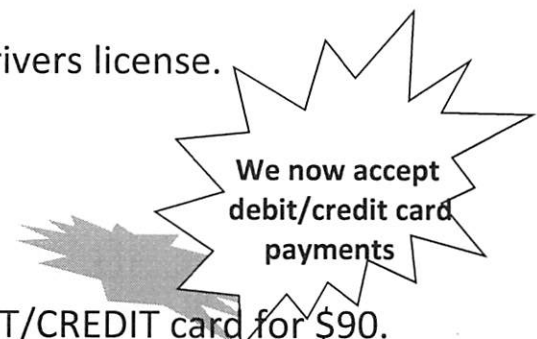 rivers license.
We now accept
debit/credit card
payments
T/CREDIT card for $90.